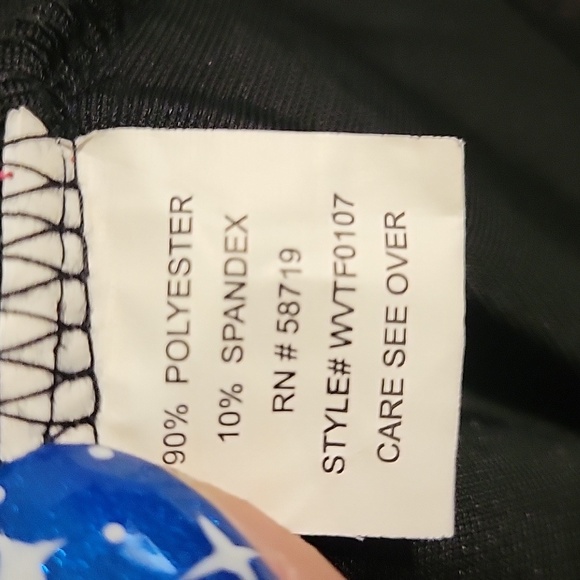 90% POLYESTER
10% SPANDEX
RN # 58719
STYLE# WVTF0107
CARE SEE OVER